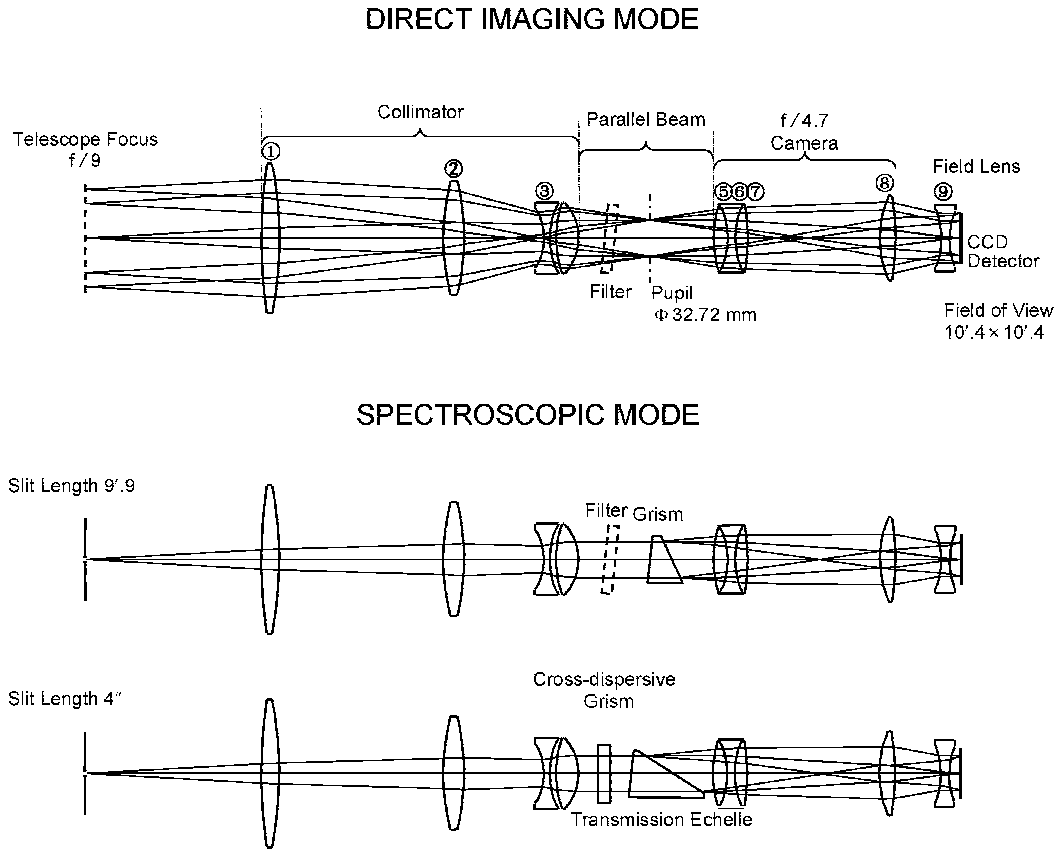 DIRECT IMAGING MODE
Collimator
Parallel Beam
f / 4.7
Camera
Telescope Focus
f / 9
Field Lens
① ② ③ ⑤⑥⑦ ⑧ ⑨
CCD
Detector
Filter
Pupil
Φ 32.72 mm
Field of View
10′.4 × 10′.4
SPECTROSCOPIC MODE
Slit Length 9′.9
Filter Grism
Slit Length 4″
Cross-dispersive
Grism
Transmission Echelle